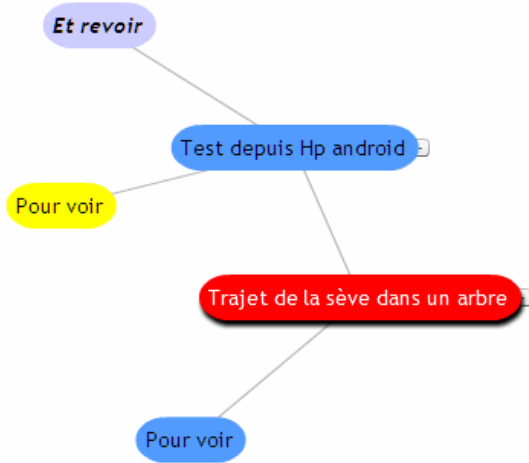 Et revoir
Test depuis Hp android
Pour voir
Trajet de la sève dans un arbre
Pour voir